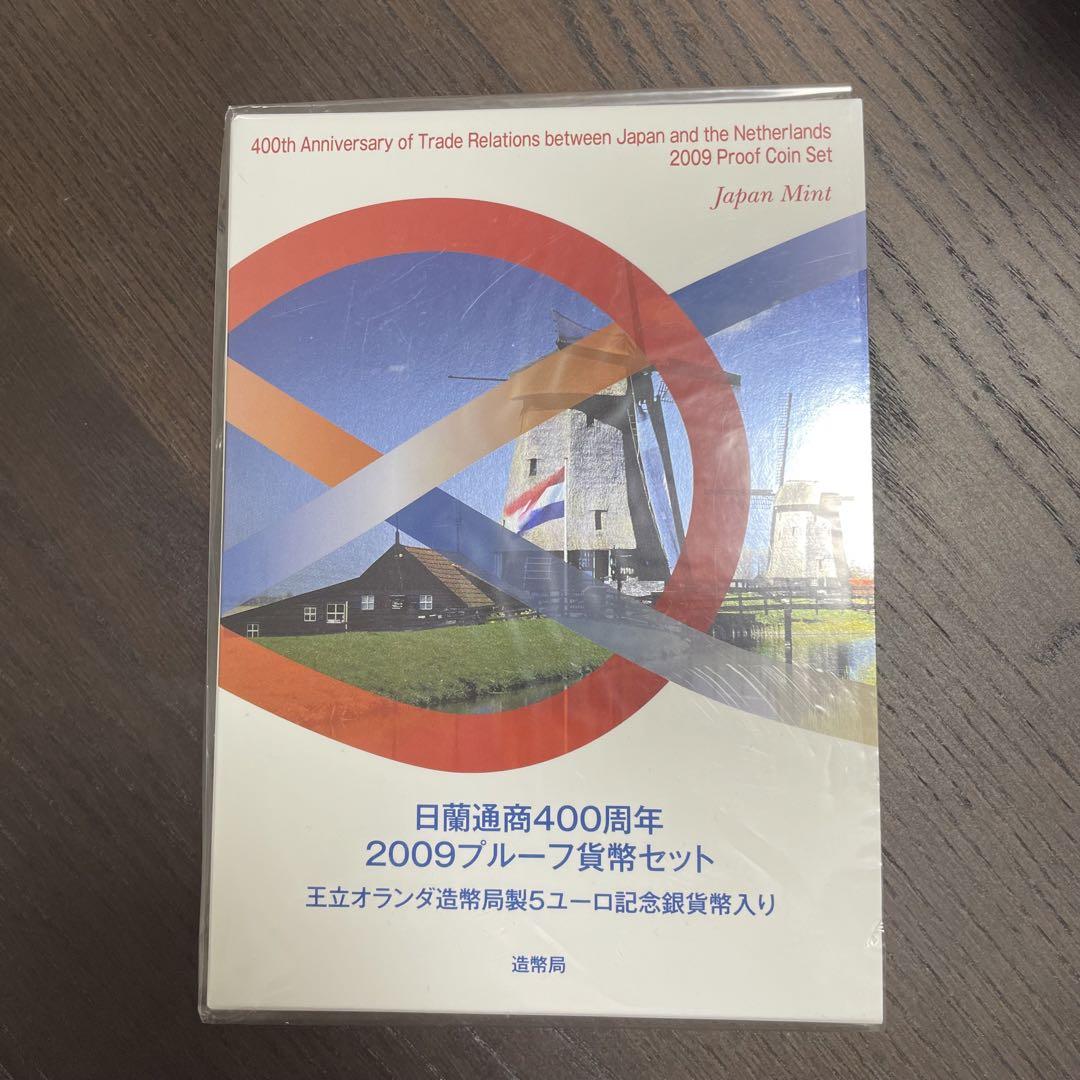 400th Anniversary of Trade Relations between Japan and the Netherlands
2009 Proof Coin Set
Japan Mint
日蘭通商400周年
2009プルーフ貨幣セット
王立オランダ造幣局製5ユーロ記念銀貨幣入り
造幣局